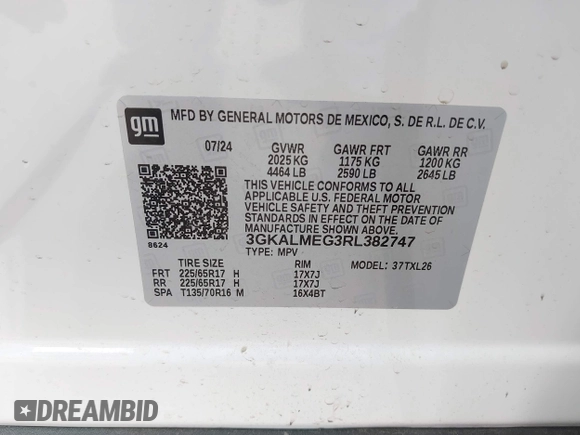 gm
MFD BY GENERAL MOTORS DE MEXICO, S. DE R.L. DE C.V.
07/24 GVWR GAWR FRT GAWR RR
2025 KG 1175 KG 1200 KG
4464 LB 2590 LB 2645 LB
THIS VEHICLE CONFORMS TO ALL
APPLICABLE U.S. FEDERAL MOTOR
VEHICLE SAFETY AND THEFT
PREVENTION STANDARDS IN
EFFECT ON THE DATE OF
MANUFACTURE SHOWN ABOVE.
3GKALMEG3RL382747
8624
TYPE: MPV MODEL: 37TXL26
TIRE SIZE RIM
FRT 225/65R17 H 17X7J
RR 225/65R17 H 17X7J
SPA T135/70R16 M 16X4BT
DREAMBID